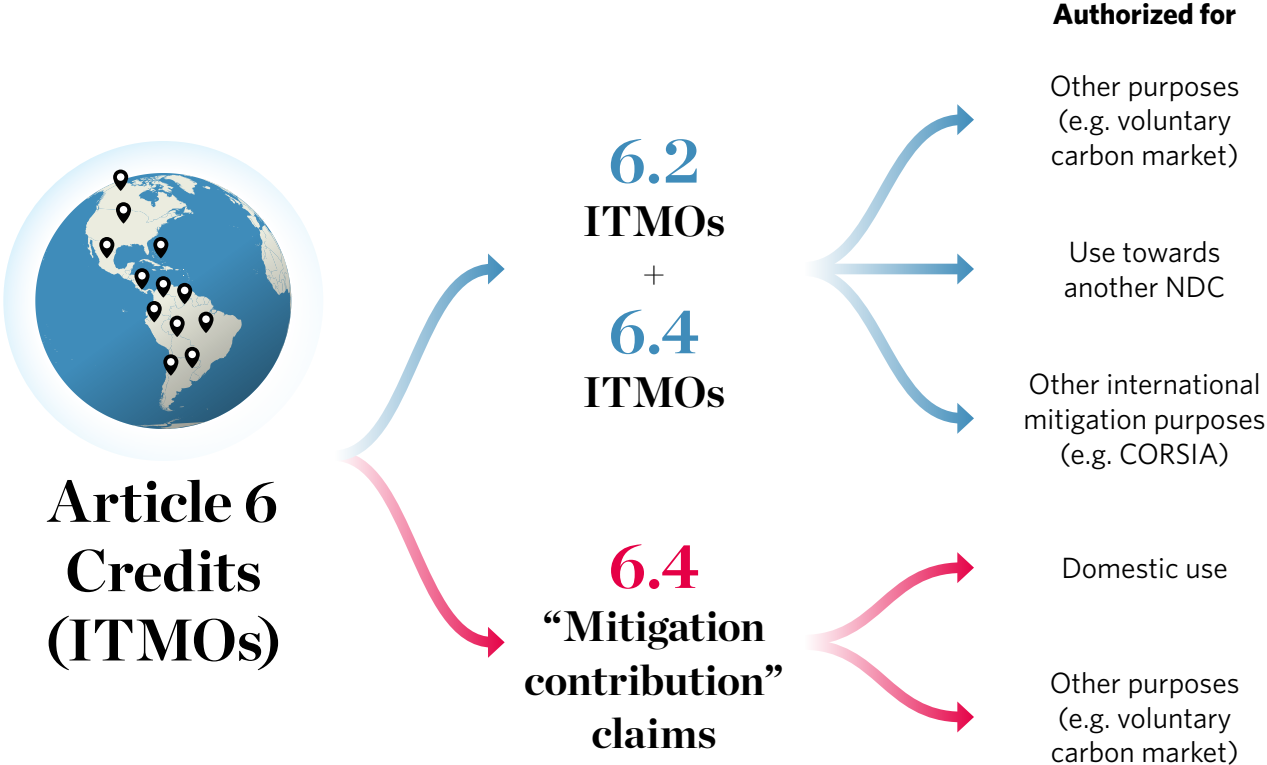 Article 6
Credits
(ITMOs)
6.2
ITMOs
+
6.4
ITMOs
6.4
“Mitigation
contribution”
claims
Authorized for
Other purposes
(e.g. voluntary
carbon market)
Use towards
another NDC
Other international
mitigation purposes
(e.g. CORSIA)
Domestic use
Other purposes
(e.g. voluntary
carbon market)